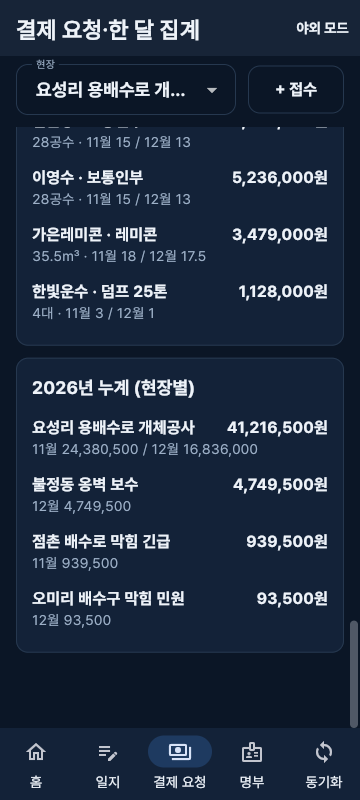 결제 요청·한 달 집계
야외 모드
현장
요성리 용배수로 개...
+ 접수
28공수 · 11월 15 / 12월 13
이영수 · 보통인부 5,236,000원
28공수 · 11월 15 / 12월 13
가은레미콘 · 레미콘 3,479,000원
35.5m³ · 11월 18 / 12월 17.5
한빛운수 · 덤프 25톤 1,128,000원
4대 · 11월 3 / 12월 1
2026년 누계 (현장별)
요성리 용배수로 개체공사 41,216,500원
11월 24,380,500 / 12월 16,836,000
불정동 옹벽 보수 4,749,500원
12월 4,749,500
점촌 배수로 막힘 긴급 939,500원
11월 939,500
오미리 배수구 막힘 민원 93,500원
12월 93,500
홈 일지 결제 요청 명부 동기화